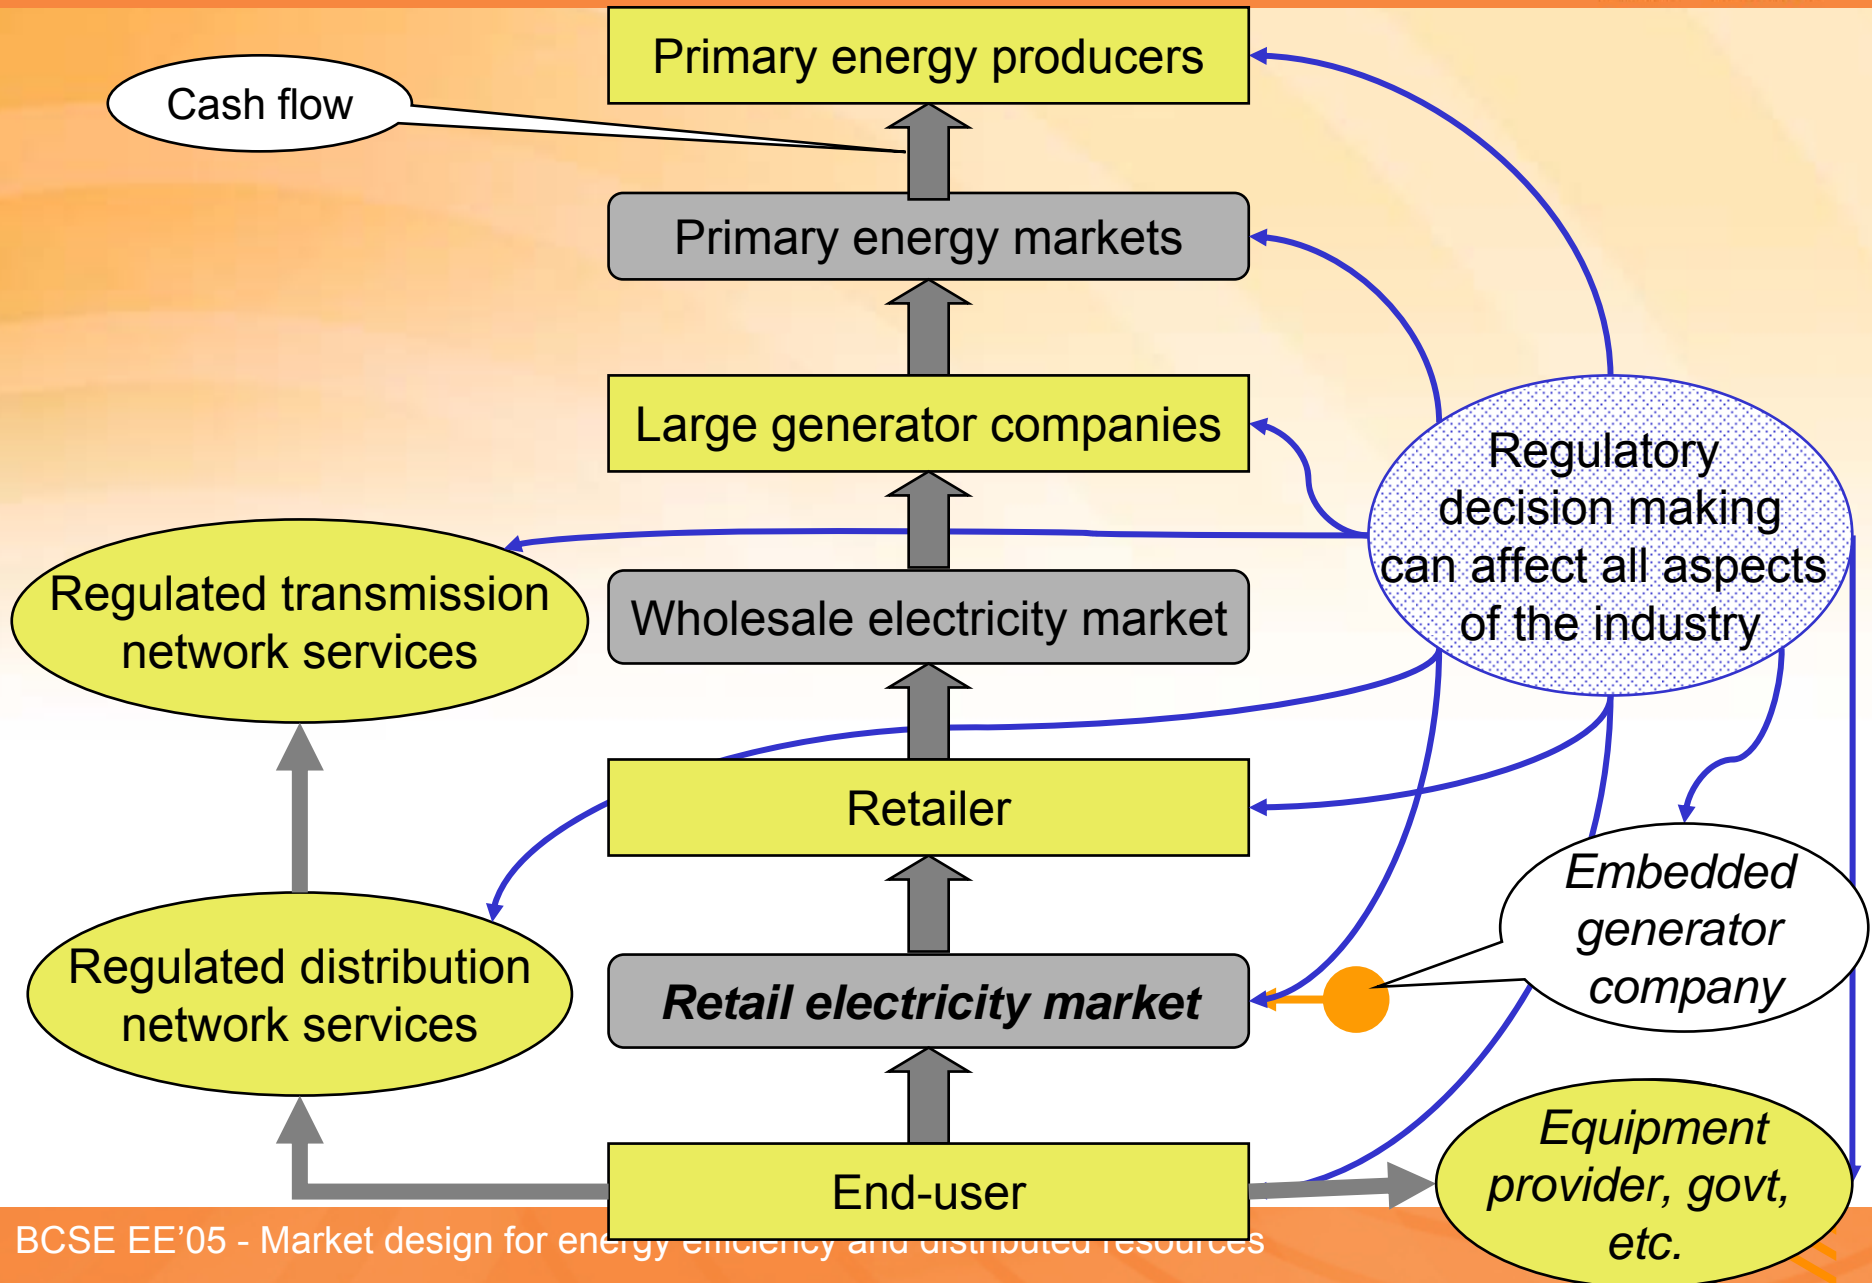 Primary energy producers
Cash flow
Primary energy markets
Large generator companies
Regulatory
decision making
can affect all aspects
of the industry
Regulated transmission
network services
Wholesale electricity market
Retailer
Embedded
generator
company
Regulated distribution
network services
Retail electricity market
Equipment
provider, govt,
etc.
End-user
BCSE EE’05 - Market design for energy efficiency and distributed resources